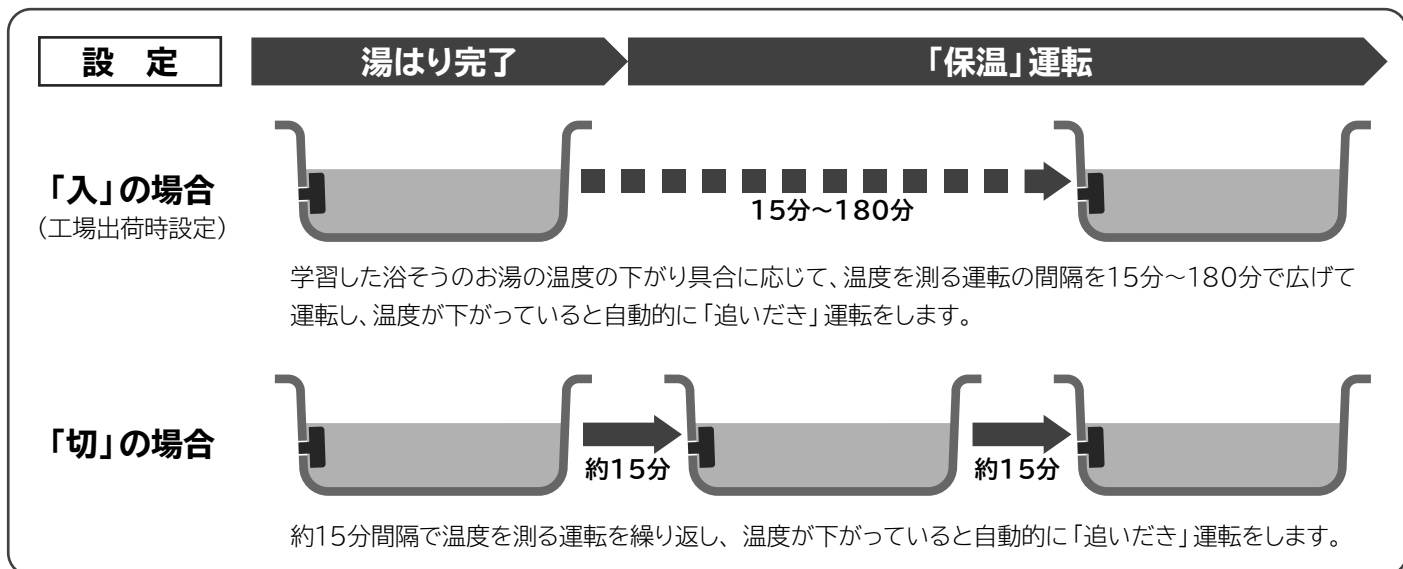 設 定
湯はり完了
「保温」運転
「入」の場合
(工場出荷時設定)
15分～180分
学習した浴そうのお湯の温度の下がり具合に応じて、温度を測る運転の間隔を15分～180分で広げて
運転し、温度が下がっていると自動的に「追いだき」運転をします。
「切」の場合
約15分
約15分
約15分間隔で温度を測る運転を繰り返し、温度が下がっていると自動的に「追いだき」運転をします。